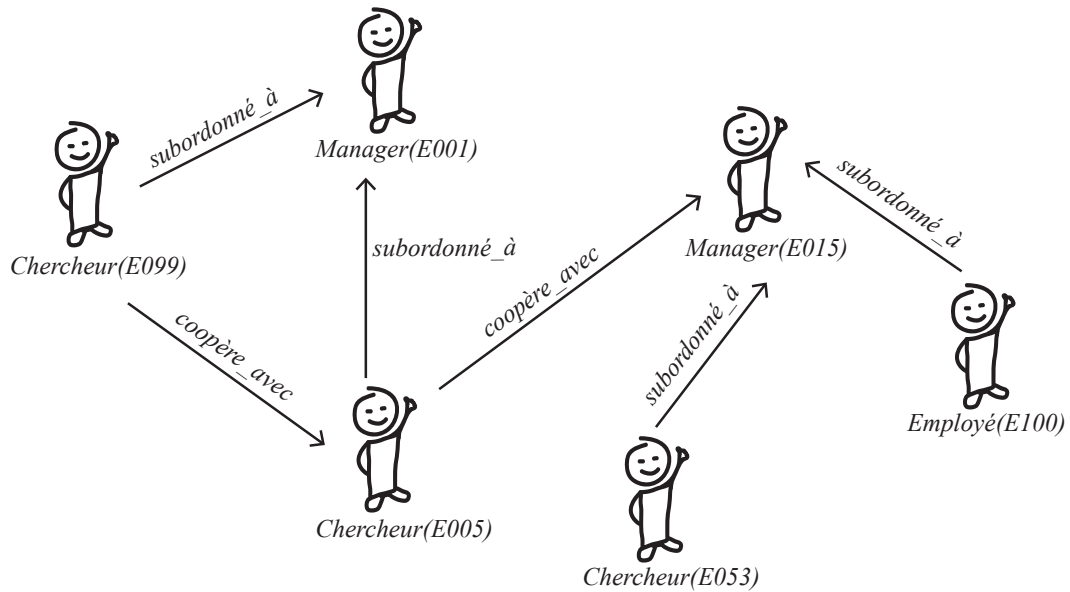 subordonné_à
Manager(E001)
subordonné_à
Chercheur(E099)
subordonné_à
Manager(E015)
coopère_avec
coopère_avec
subordonné_à
Employé(E100)
Chercheur(E005)
Chercheur(E053)